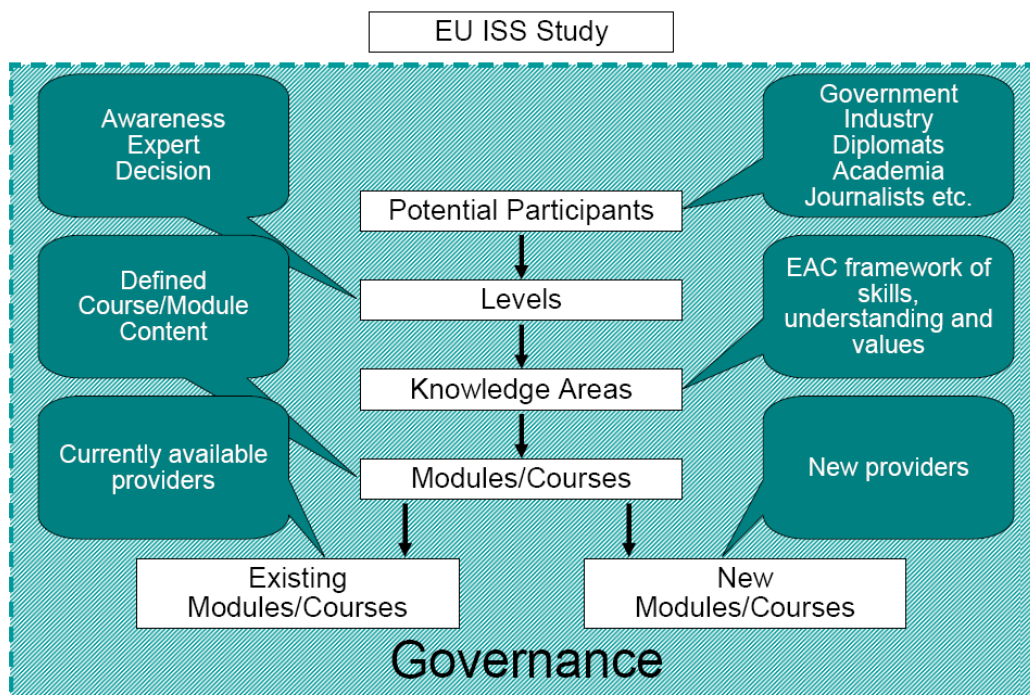 EU ISS Study
Awareness
Expert
Decision
Government
Industry
Diplomats
Academia
Journalists etc.
Potential Participants
Defined
Course/Module
Content
Levels
EAC framework of
skills,
understanding and
values
Knowledge Areas
Currently available
providers
Modules/Courses
New providers
Existing
Modules/Courses
New
Modules/Courses
Governance